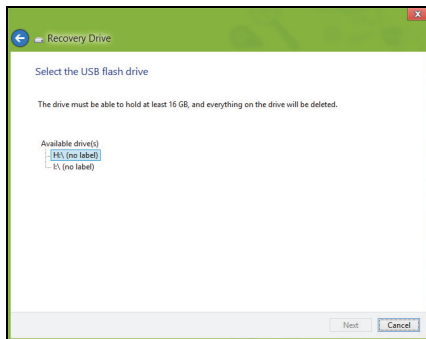 x
Recovery Drive
Select the USB flash drive
The drive must be able to hold at least 16 GB, and everything on the drive will be deleted.
Available drive(s)
H:\ (no label)
I:\ (no label)
Next Cancel